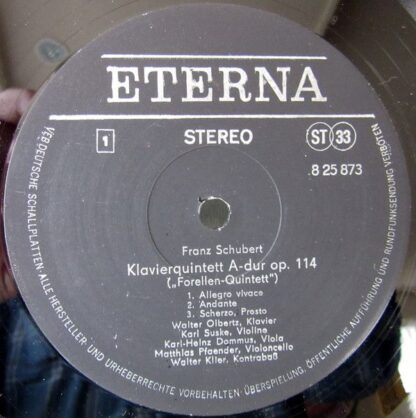 ETERNA
1
STEREO
ST 33
8 25 873
Franz Schubert
Klavierquintett A-dur op. 114
(„Forellen-Quintett")
1. Allegro vivace
2. Andante
3. Scherzo, Presto
Walter Olbertz, Klavier
Karl Suske, Violine
Karl-Heinz Dommus, Viola
Matthias Pfaender, Violoncello
Walter Klier, Kontrabaß
VEB DEUTSCHE SCHALLPLATTEN · ALLE HERSTELLER- UND URHEBERRECHTE VORBEHALTEN · ÜBERSPIELUNG, ÖFFENTLICHE AUFFÜHRUNG UND RUNDFUNKSENDUNG VERBOTEN